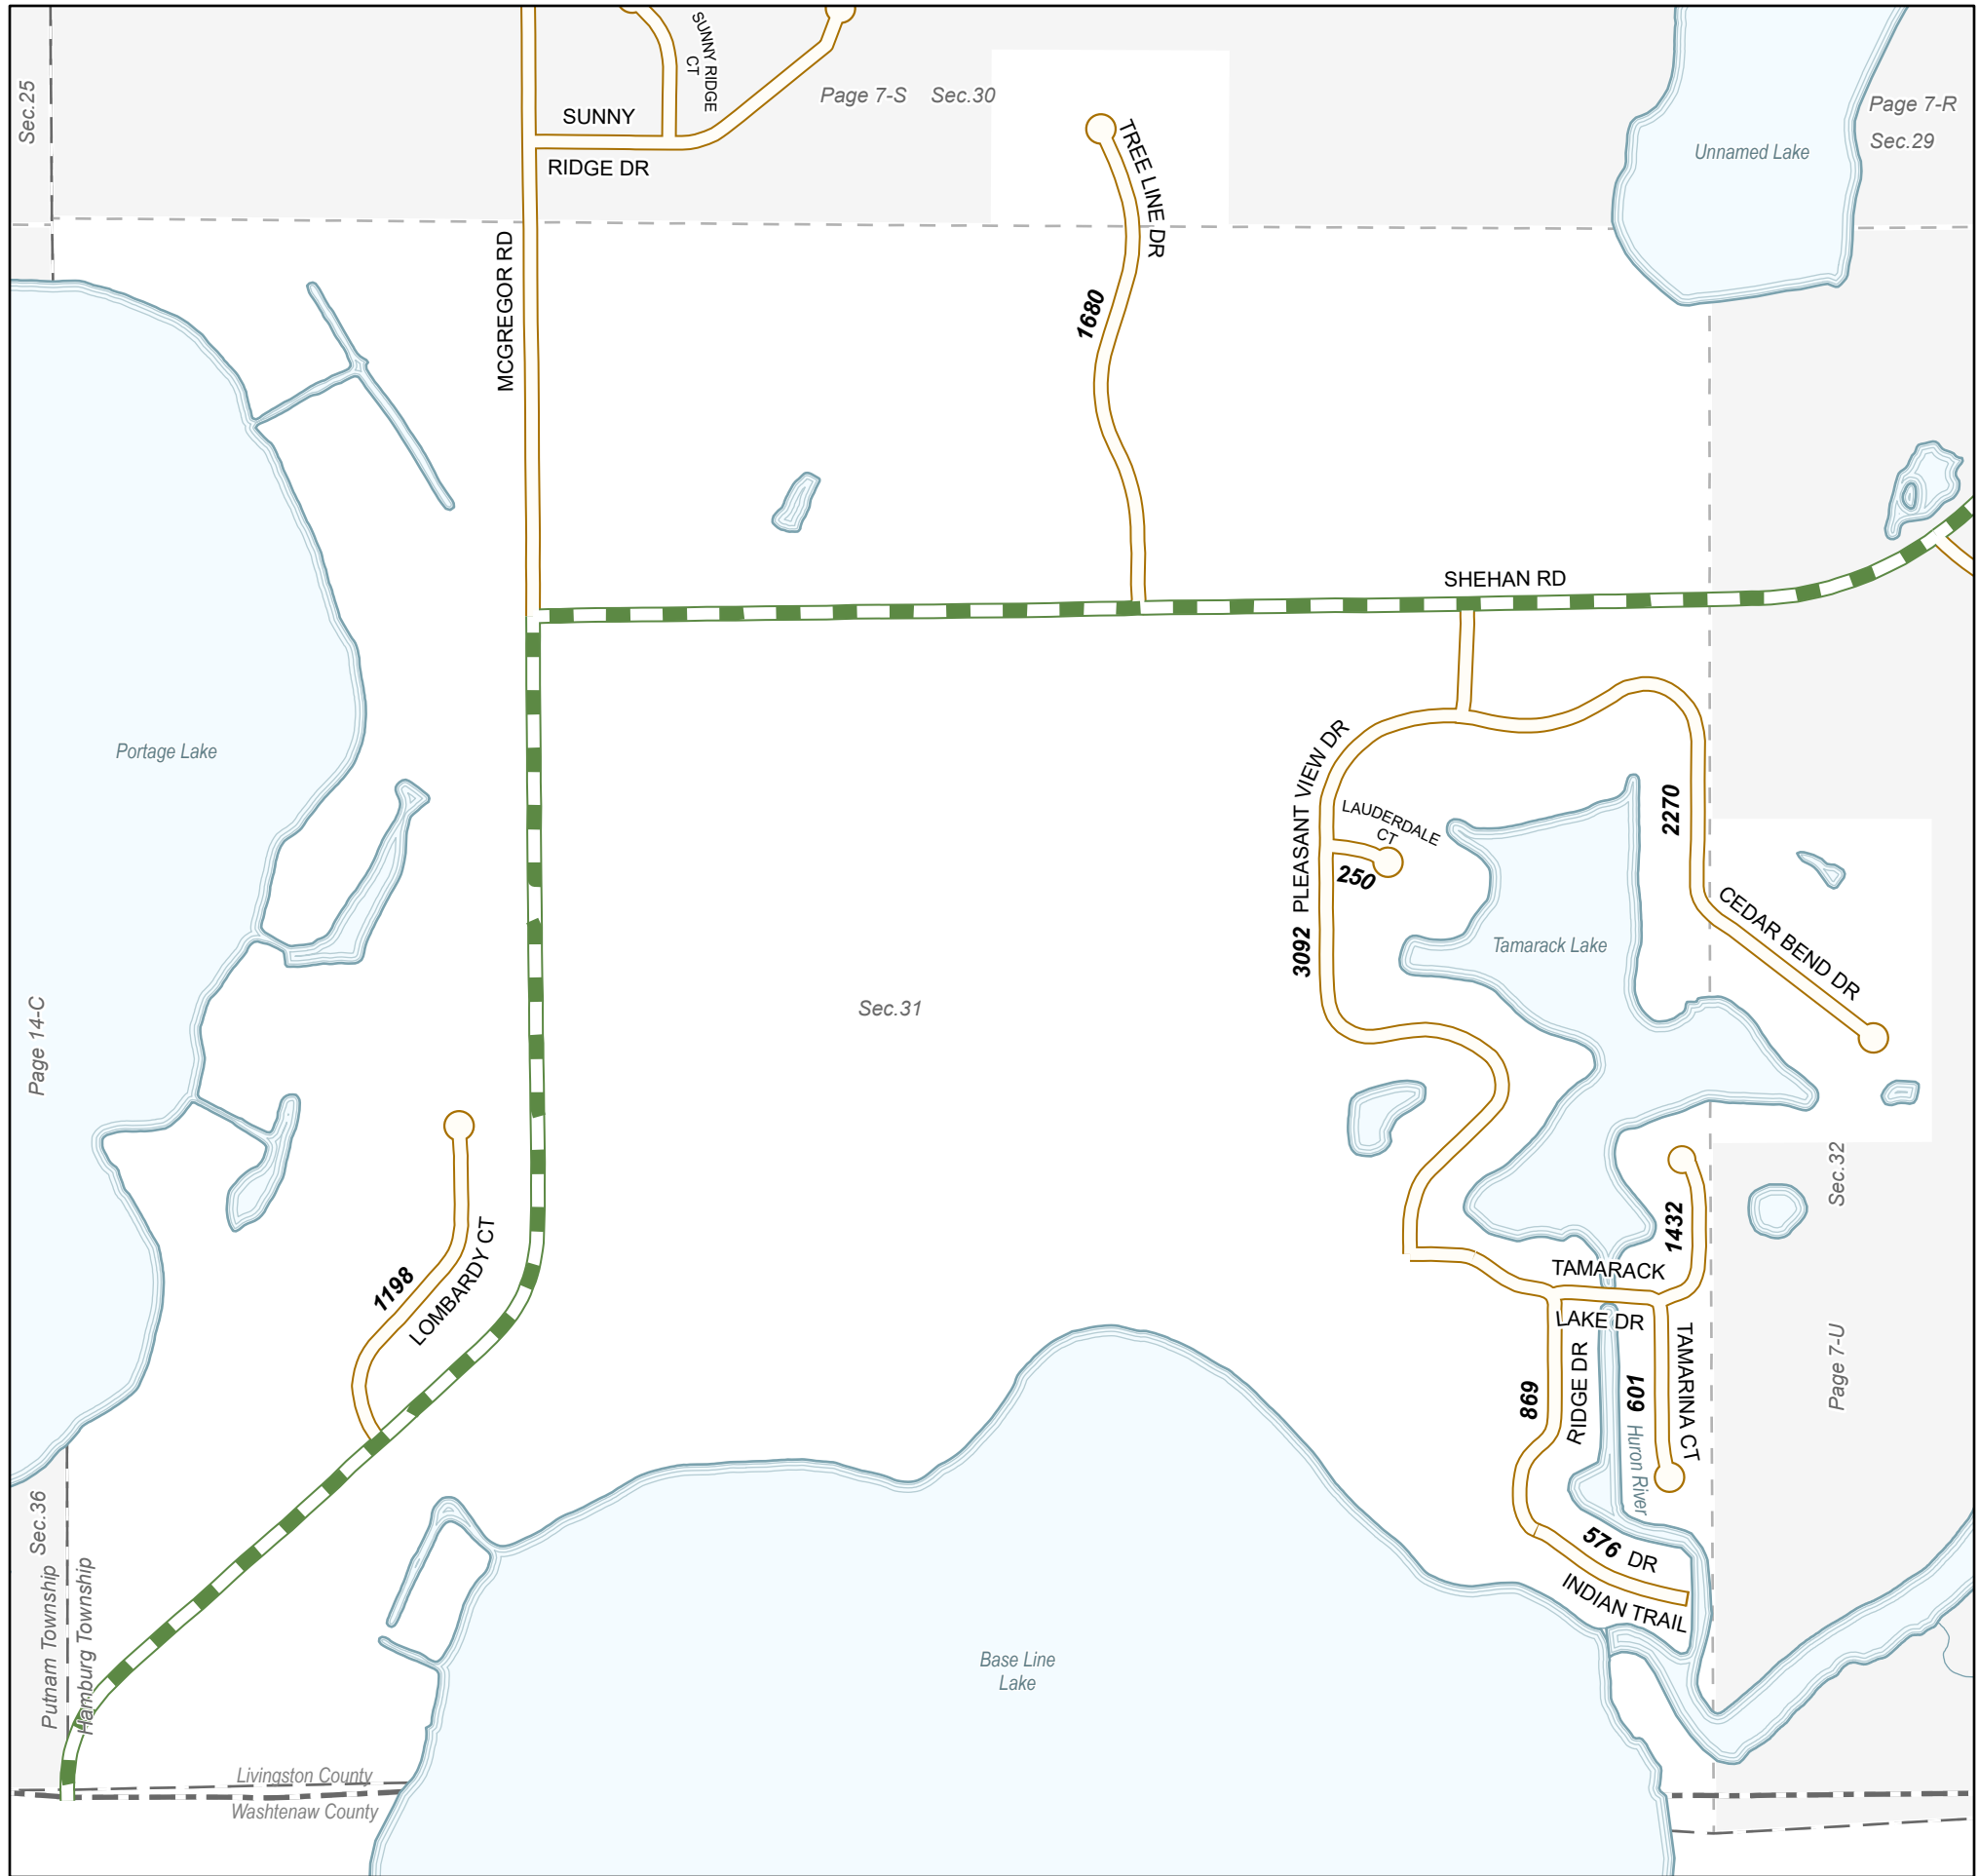 SUNNY RIDGE
CT
Sec.25
SUNNY
RIDGE DR
Page 7-S Sec.30
Page 7-R
Sec.29
Unnamed Lake
TREE LINE DR
1680
MCGREGOR RD
SHEHAN RD
Portage Lake
PLEASANT VIEW DR
3092
LAUDERDALE
CT
250
2270
CEDAR BEND DR
Tamarack Lake
Sec.31
Page 14-C
1198
LOMBARDY CT
Sec.32
1432
TAMARACK
LAKE DR
RIDGE DR
869
601
TAMARINA CT
Huron River
Page 7-U
576 DR
INDIAN TRAIL
Sec.36
Putnam Township
Hamburg Township
Base Line
Lake
Livingston County
Washtenaw County